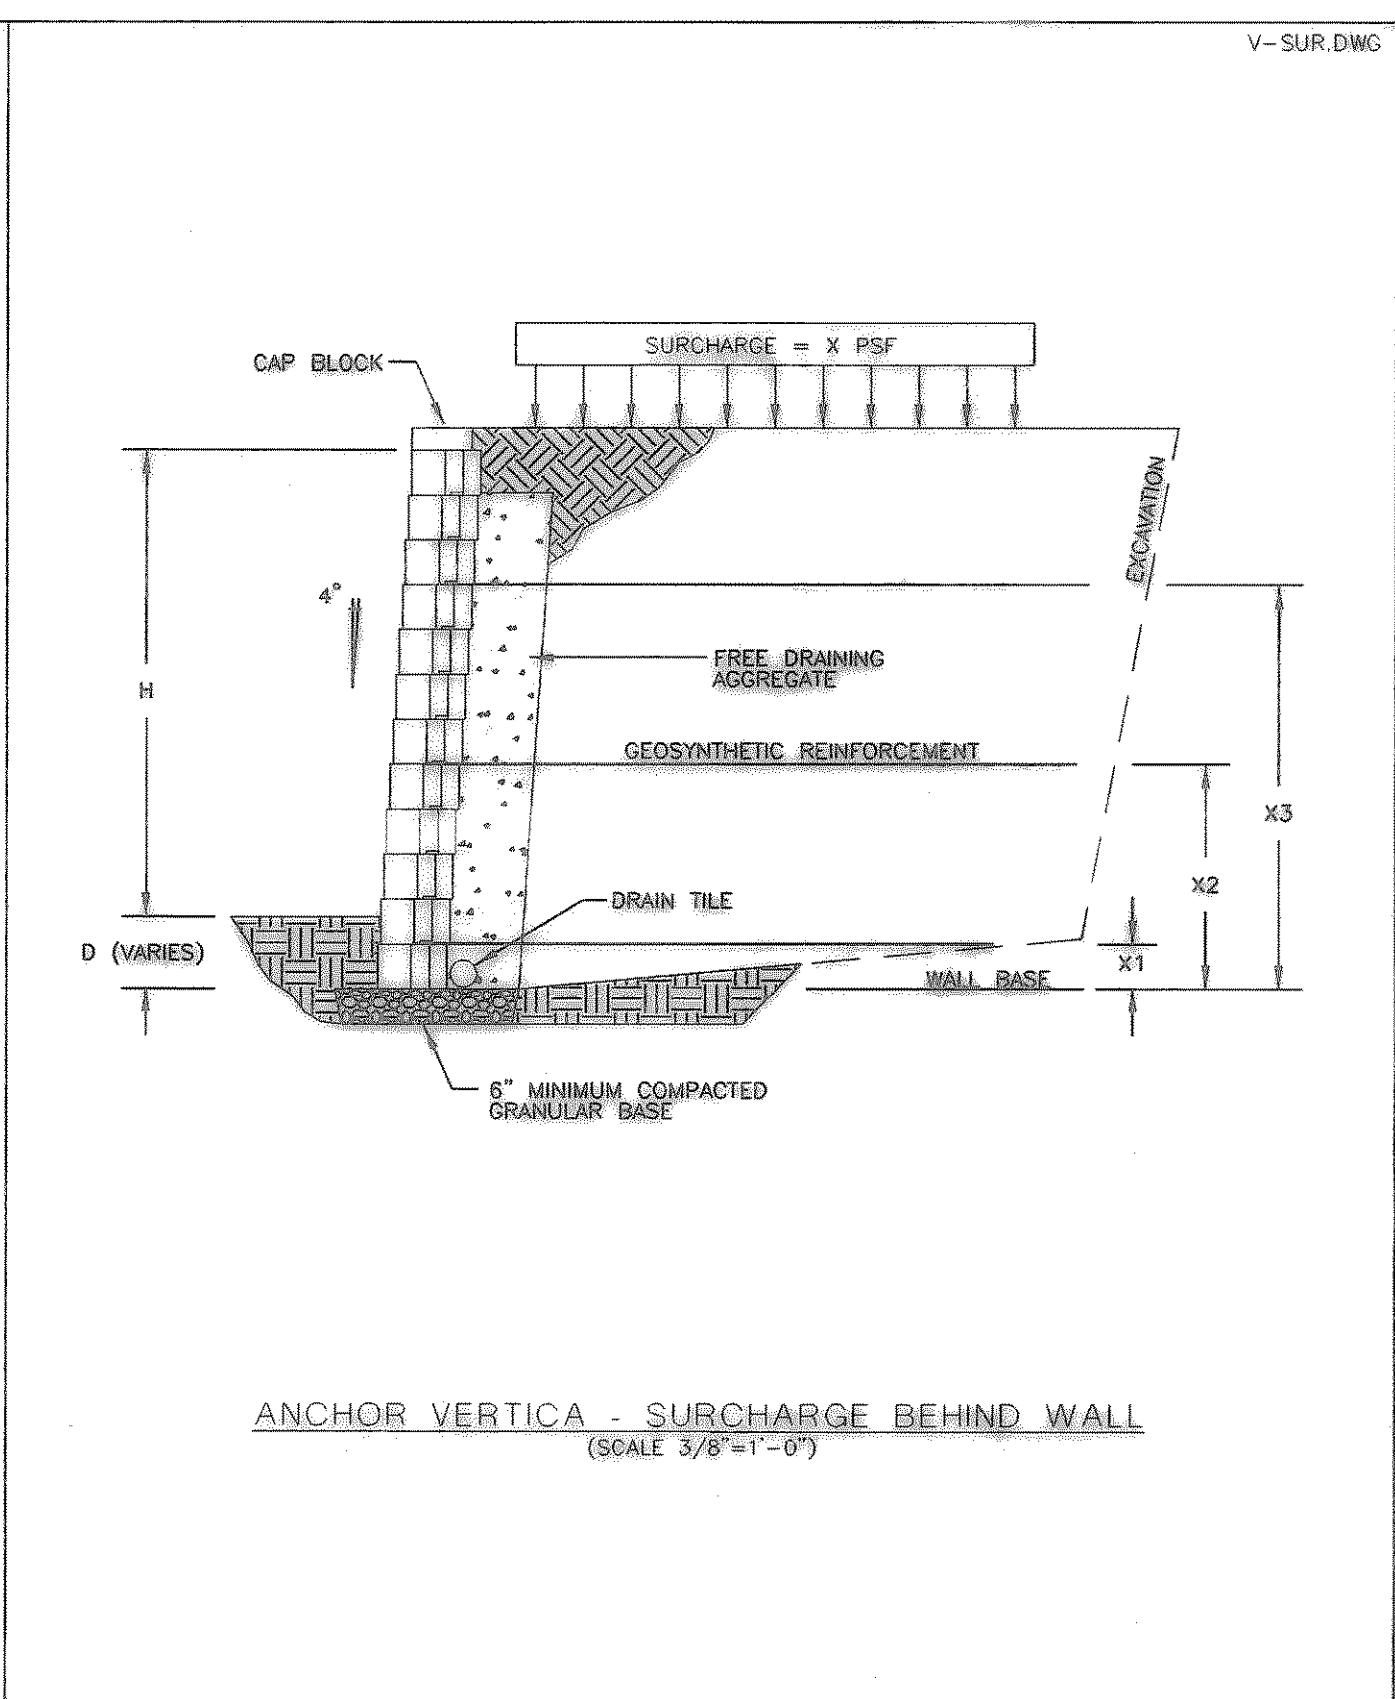 V-SUR.DWG
SURCHARGE = X PSF
CAP BLOCK
EXCAVATION
4°
FREE DRAINING
AGGREGATE
H
GEOSYNTHETIC REINFORCEMENT
X3
X2
DRAIN TILE
D (VARIES)
X1
WALL BASE
6" MINIMUM COMPACTED
GRANULAR BASE
ANCHOR VERTICA - SURCHARGE BEHIND WALL
(SCALE 3/8"=1'-0")